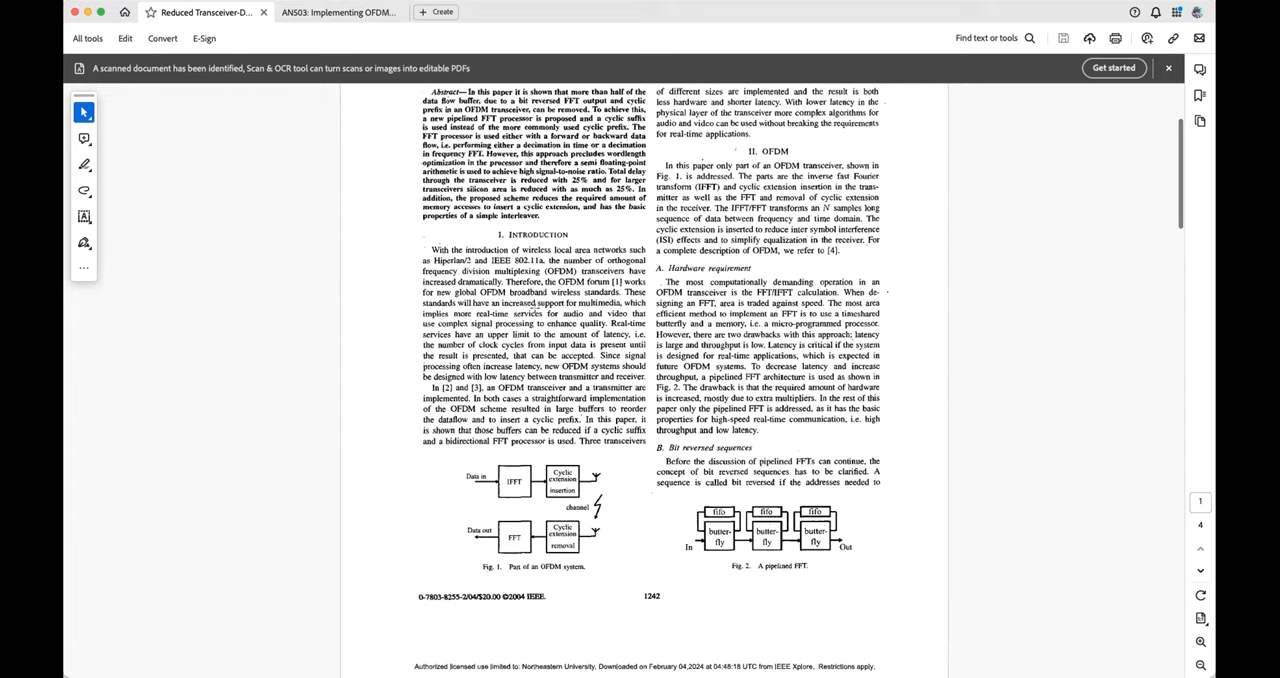 Reduced Transceiver-D...
AN503: Implementing OFDM...
+ Create
All tools
Edit
Convert
E-Sign
Find text or tools
A scanned document has been identified, Scan & OCR tool can turn scans or images into editable PDFs
Get started
Abstract—In this paper it is shown that more than half of the
data flow buffer, due to a bit reversed FFT output and cyclic
prefix in an OFDM transceiver, can be removed. To achieve this,
a new pipelined FFT processor is proposed and a cyclic suffix
is used instead of the more commonly used cyclic prefix. The
FFT processor is used either with a forward or backward data
flow, i.e. performing either a decimation in time or a decimation
in frequency FFT. However, this approach precludes wordlength
optimization in the processor and therefore a semi floating-point
arithmetic is used to achieve high signal-to-noise ratio. Total delay
through the transceiver is reduced with 25% and for larger
transceivers silicon area is reduced with as much as 25%. In
addition, the proposed scheme reduces the required amount of
memory accesses to insert a cyclic extension, and has the basic
properties of a simple interleaver.
I. INTRODUCTION
With the introduction of wireless local area networks such
as Hiperlan/2 and IEEE 802.11a, the number of orthogonal
frequency division multiplexing (OFDM) transceivers have
increased dramatically. Therefore, the OFDM forum [1] works
for new global OFDM broadband wireless standards. These
standards will have an increased support for multimedia, which
implies more real-time services for audio and video that
use complex signal processing to enhance quality. Real-time
services have an upper limit to the amount of latency, i.e.
the number of clock cycles from input data is present until
the result is presented, that can be accepted. Since signal
processing often increase latency, new OFDM systems should
be designed with low latency between transmitter and receiver.
In [2] and [3], an OFDM transceiver and a transmitter are
implemented. In both cases a straightforward implementation
of the OFDM scheme resulted in large buffers to reorder
the dataflow and to insert a cyclic prefix. In this paper, it
is shown that those buffers can be reduced if a cyclic suffix
and a bidirectional FFT processor is used. Three transceivers
Data in
IFFT
Cyclic
extension
insertion
channel
Data out
FFT
Cyclic
extension
removal
Fig. 1. Part of an OFDM system.
of different sizes are implemented and the result is both
less hardware and shorter latency. With lower latency in the
physical layer of the transceiver more complex algorithms for
audio and video can be used without breaking the requirements
for real-time applications.
II. OFDM
In this paper only part of an OFDM transceiver, shown in
Fig. 1. is addressed. The parts are the inverse fast Fourier
transform (IFFT) and cyclic extension insertion in the trans-
mitter as well as the FFT and removal of cyclic extension
in the receiver. The IFFT/FFT transforms an N samples long
sequence of data between frequency and time domain. The
cyclic extension is inserted to reduce inter symbol interference
(ISI) effects and to simplify equalization in the receiver. For
a complete description of OFDM, we refer to [4].
A. Hardware requirement
The most computationally demanding operation in an
OFDM transceiver is the FFT/IFFT calculation. When de-
signing an FFT, area is traded against speed. The most area
efficient method to implement an FFT is to use a timeshared
butterfly and a memory, i.e. a micro-programmed processor.
However, there are two drawbacks with this approach; latency
is large and throughput is low. Latency is critical if the system
is designed for real-time applications, which is expected in
future OFDM systems. To decrease latency and increase
throughput, a pipelined FFT architecture is used as shown in
Fig. 2. The drawback is that the required amount of hardware
is increased, mostly due to extra multipliers. In the rest of this
paper only the pipelined FFT is addressed, as it has the basic
properties for high-speed real-time communication, i.e. high
throughput and low latency.
B. Bit reversed sequences
Before the discussion of pipelined FFTs can continue, the
concept of bit reversed sequences has to be clarified. A
sequence is called bit reversed if the addresses needed to
fifo fifo fifo
butter- butter- butter-
fly fly fly
In
Out
Fig. 2. A pipelined FFT.
0-7803-8255-2/04/$20.00 ©2004 IEEE.
1242
Authorized licensed use limited to: Northeastern University, Downloaded on February 04,2024 at 04:48:18 UTC from IEEE Xplore, Restrictions apply.
1
4